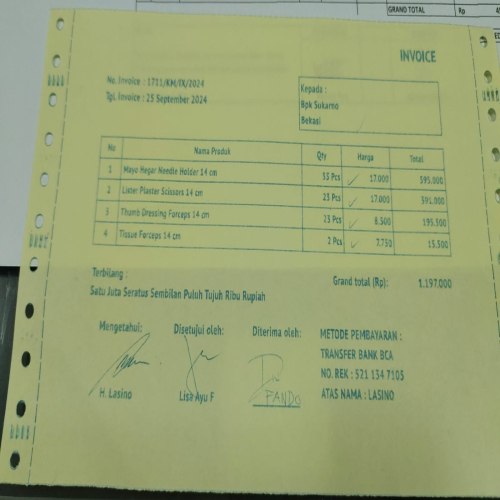 GRAND TOTAL Rp
INVOICE
No. Invoice : 1711/KM/IX/2024
Tgl. Invoice : 25 September 2024
Kepada :
Bpk Sukarno
Bekasi
No Nama Produk Qty Harga Total
1 Mayo Hegar Needle Holder 14 cm 35 Pcs 17.000 595.000
2 Lister Plaster Scissors 14 cm 23 Pcs 17.000 391.000
3 Thumb Dressing Forceps 14 cm 23 Pcs 8.500 195.500
4 Tissue Forceps 14 cm 2 Pcs 7.750 15.500
Terbilang :
Grand total (Rp): 1.197.000
Satu Juta Seratus Sembilan Puluh Tujuh Ribu Rupiah
Mengetahui: Disetujui oleh: Diterima oleh:
METODE PEMBAYARAN :
TRANSFER BANK BCA
NO. REK : 521 134 7105
ATAS NAMA : LASINO
H. Lasino Lisa Ayu F PANDO